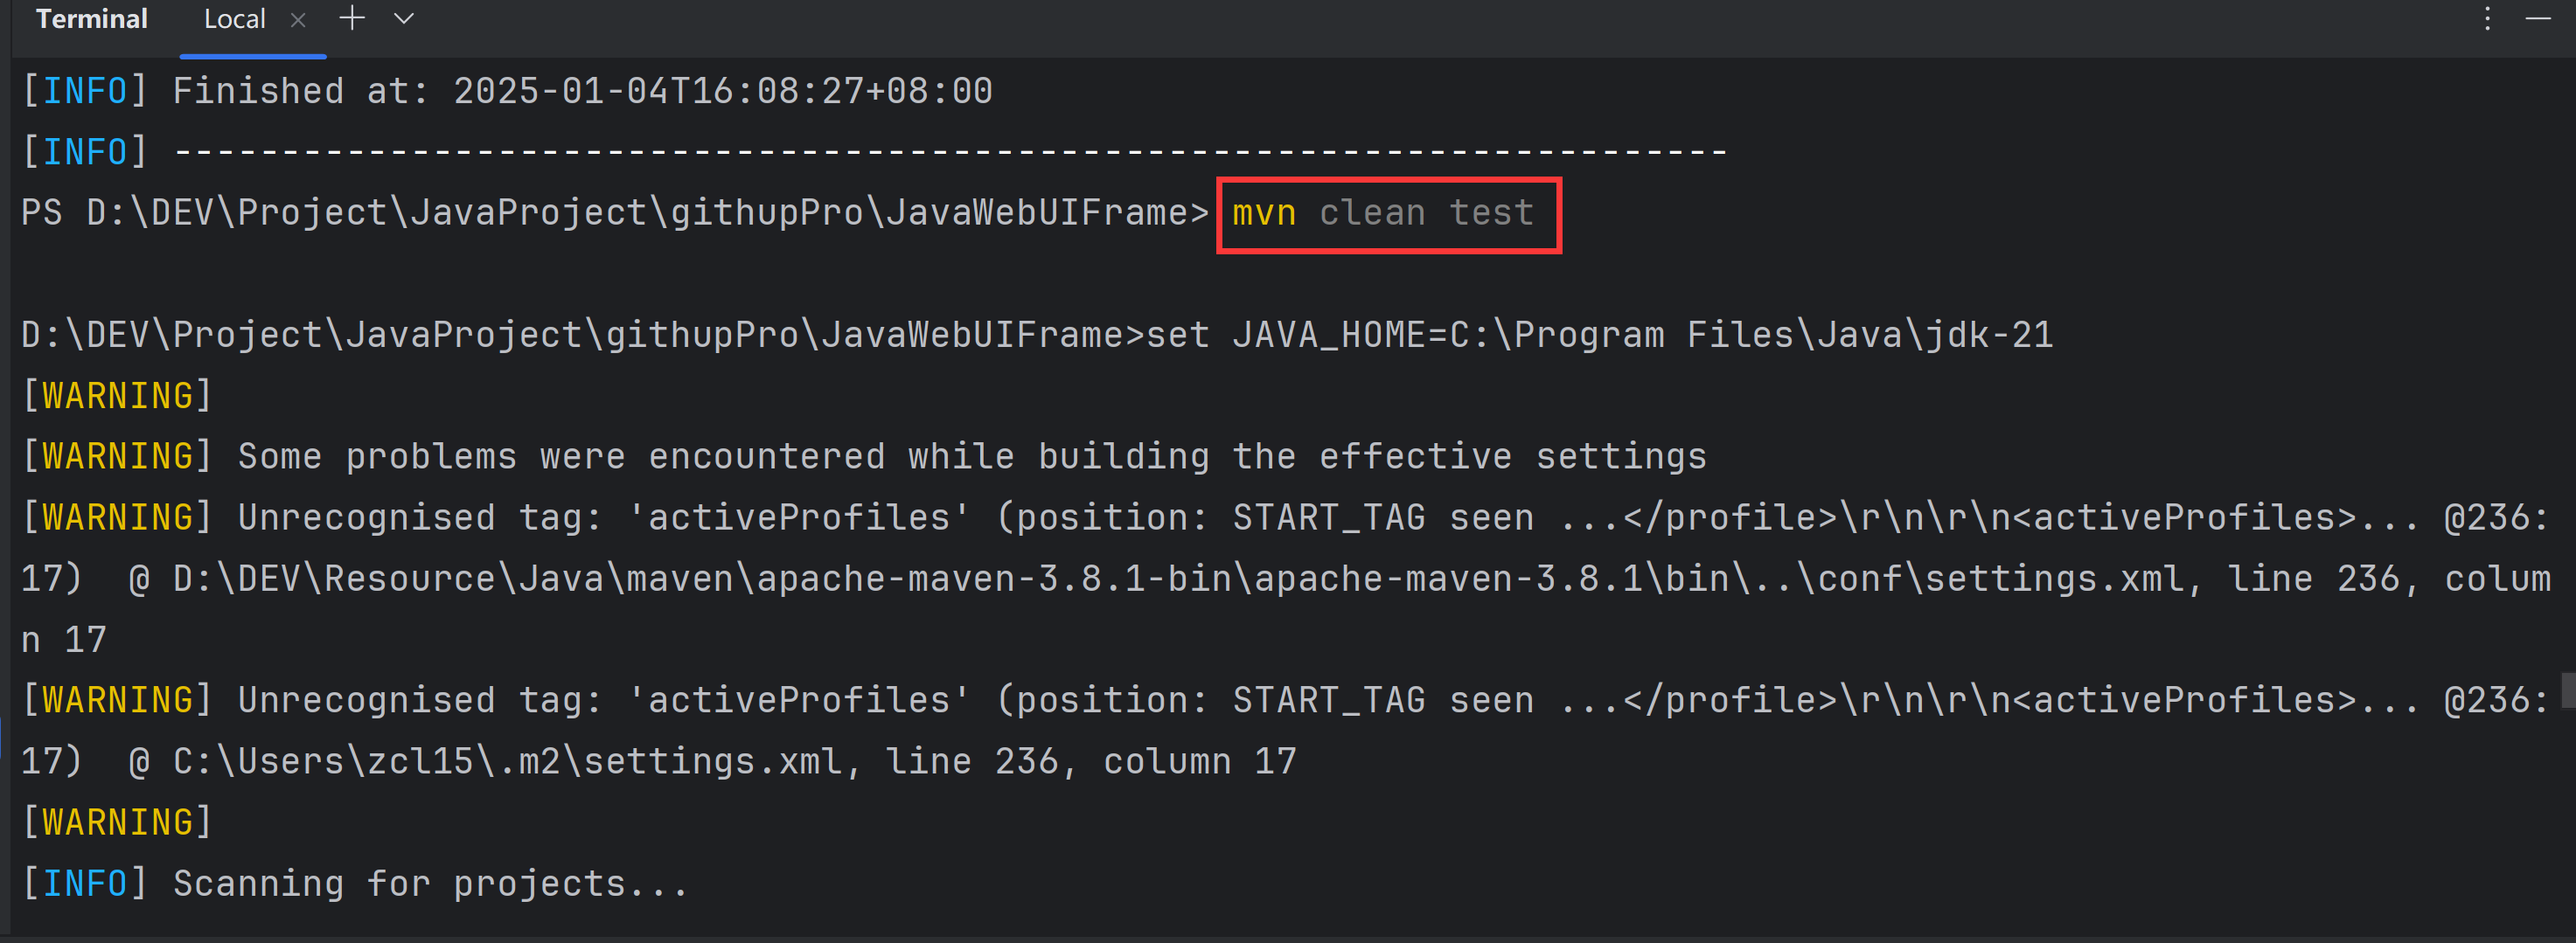 Terminal Local
[INFO] Finished at: 2025-01-04T16:08:27+08:00
[INFO] ------------------------------------------------------------------------
PS D:\DEV\Project\JavaProject\githupPro\JavaWebUIFrame> mvn clean test
D:\DEV\Project\JavaProject\githupPro\JavaWebUIFrame>set JAVA_HOME=C:\Program Files\Java\jdk-21
[WARNING]
[WARNING] Some problems were encountered while building the effective settings
[WARNING] Unrecognised tag: 'activeProfiles' (position: START_TAG seen ...</profile>\r\n\r\n<activeProfiles>... @236:
17)  @ D:\DEV\Resource\Java\maven\apache-maven-3.8.1-bin\apache-maven-3.8.1\bin\..\conf\settings.xml, line 236, colum
n 17
[WARNING] Unrecognised tag: 'activeProfiles' (position: START_TAG seen ...</profile>\r\n\r\n<activeProfiles>... @236:
17)  @ C:\Users\zcl15\.m2\settings.xml, line 236, column 17
[WARNING]
[INFO] Scanning for projects...